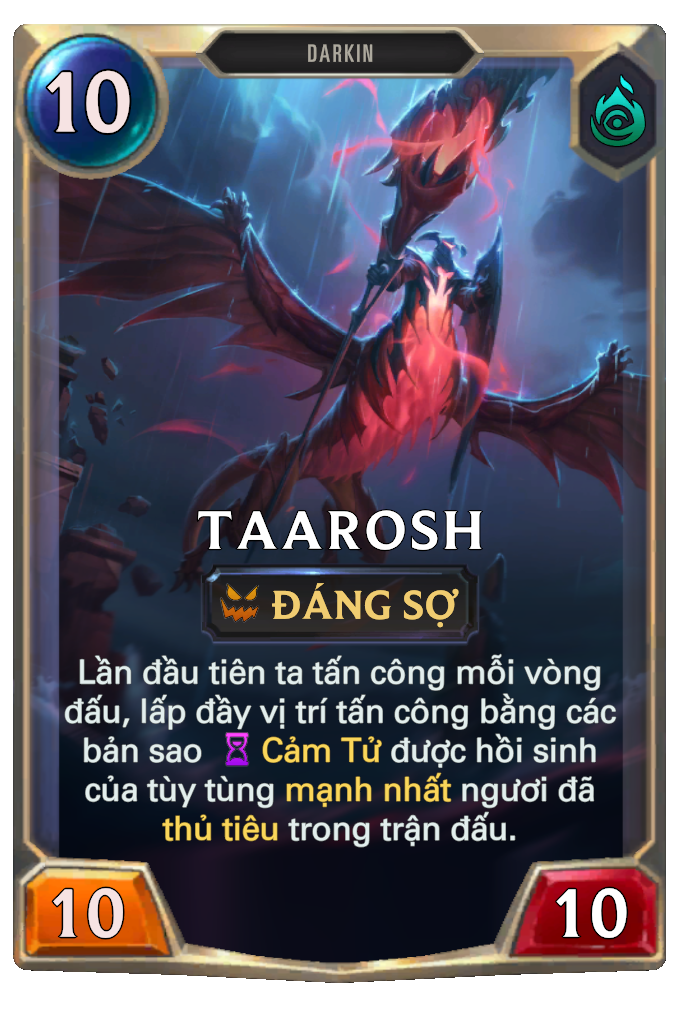 DARKIN
10
TAAROSH
ĐÁNG SỢ
Lần đầu tiên ta tấn công mỗi vòng
đấu, lấp đầy vị trí tấn công bằng các
bản sao Cảm Tử được hồi sinh
của tùy tùng mạnh nhất ngươi đã
thủ tiêu trong trận đấu.
10
10